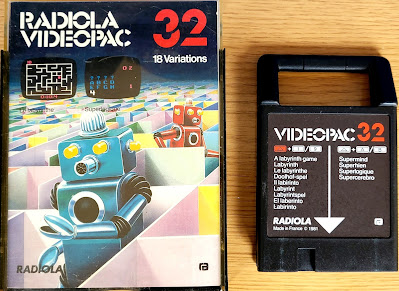 RADIOLA
VIDEOPAC 32
18 Variations
RADIOLA
VIDEOPAC 32
A labyrinth game
Labyrinth
Le labyrinthe
Doolhof-spel
Il labirinto
Labyrint
Labyrintspel
El laberinto
Labirinto
Supermind
Superhien
Superlogique
Supercerebro
RADIOLA
Made in France © 1981